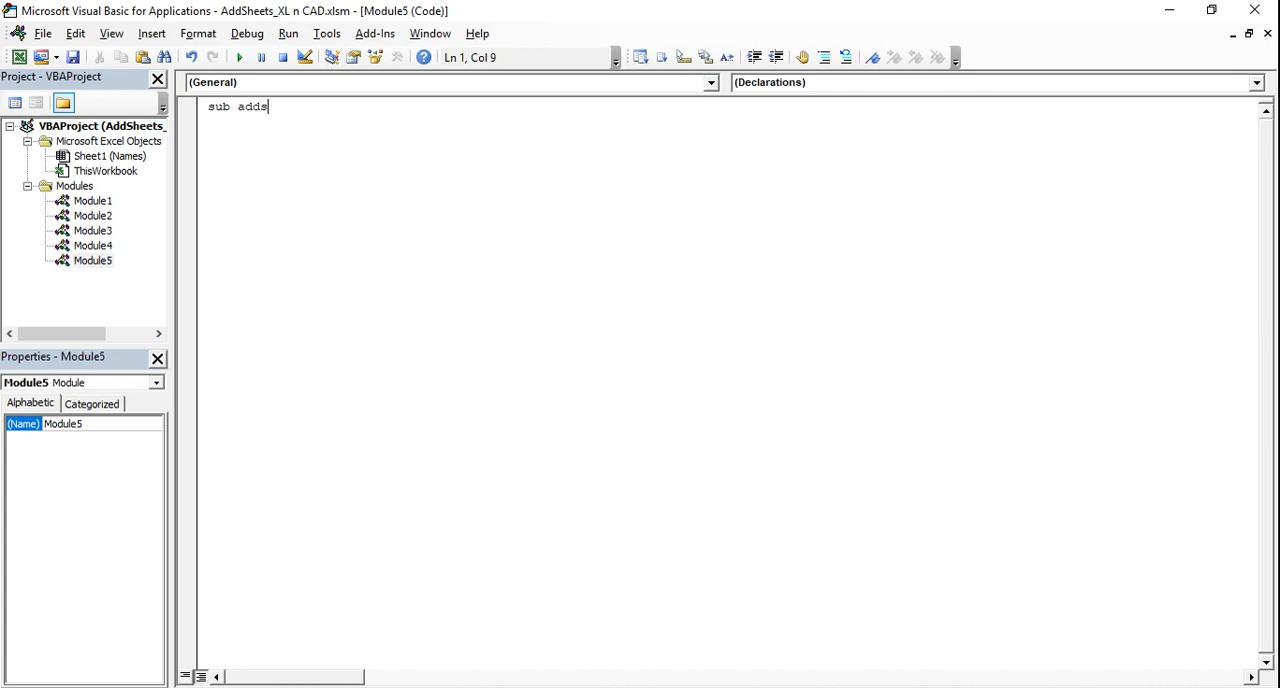 Microsoft Visual Basic for Applications - AddSheets_XL n CAD.xlsm - [Module5 (Code)]
File Edit View Insert Format Debug Run Tools Add-Ins Window Help
Ln 1, Col 9
Project - VBAProject
(General)
(Declarations)
sub adds
VBAProject (AddSheets_
Microsoft Excel Objects
Sheet1 (Names)
ThisWorkbook
Modules
Module1
Module2
Module3
Module4
Module5
Properties - Module5
Module5 Module
Alphabetic Categorized
(Name) Module5